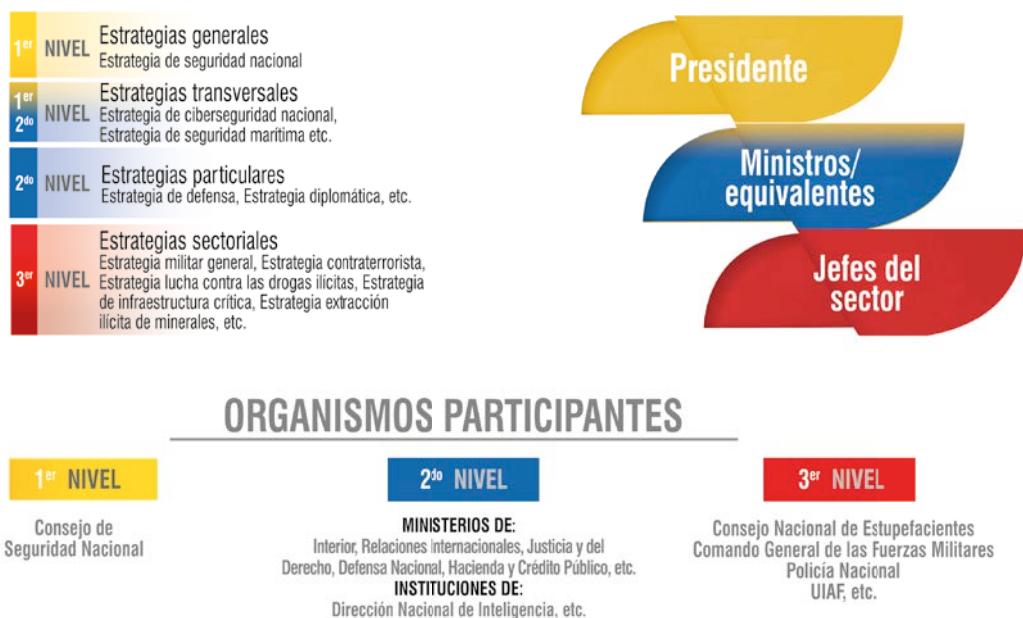 1er NIVEL Estrategias generales
Estrategia de seguridad nacional
1er
2do NIVEL Estrategias transversales
Estrategia de ciberseguridad nacional,
Estrategia de seguridad marítima etc.
2do NIVEL Estrategias particulares
Estrategia de defensa, Estrategia diplomática, etc.
3er NIVEL Estrategias sectoriales
Estrategia militar general, Estrategia contraterrorista,
Estrategia lucha contra las drogas ilícitas, Estrategia
de infraestructura crítica, Estrategia extracción
ilícita de minerales, etc.
Presidente
Ministros/
equivalentes
Jefes del
sector
ORGANISMOS PARTICIPANTES
1er NIVEL
Consejo de
Seguridad Nacional
2do NIVEL
MINISTERIOS DE:
Interior, Relaciones Internacionales, Justicia y del
Derecho, Defensa Nacional, Hacienda y Crédito Público, etc.
INSTITUCIONES DE:
Dirección Nacional de Inteligencia, etc.
3er NIVEL
Consejo Nacional de Estupefacientes
Comando General de las Fuerzas Militares
Policía Nacional
UIAF, etc.